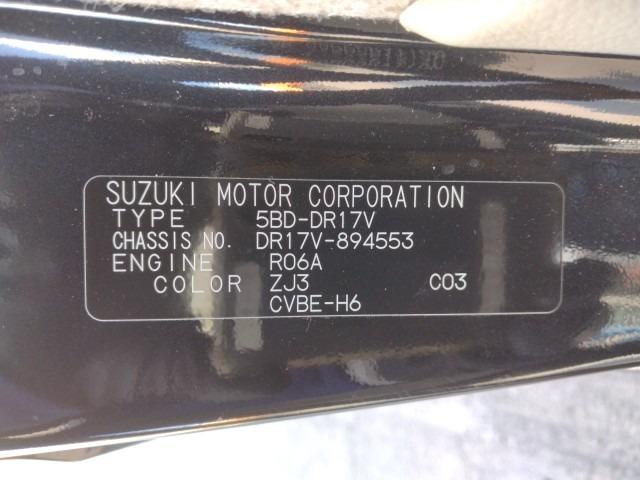 SUZUKI MOTOR CORPORATION
TYPE 5BD-DR17V
CHASSIS NO. DR17V-894553
ENGINE R06A
COLOR ZJ3 C03
CVBE-H6